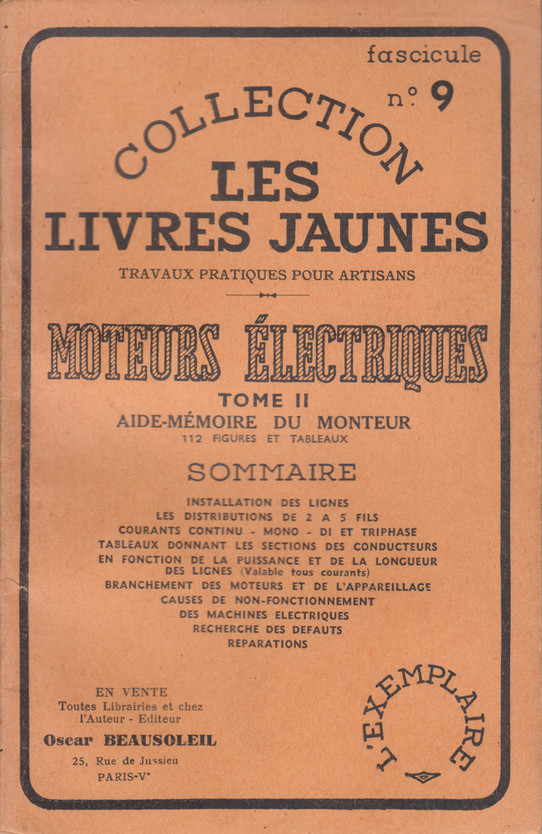 fascicule
n° 9
COLLECTION
LES
LIVRES JAUNES
TRAVAUX PRATIQUES POUR ARTISANS
MOTEURS ÉLECTRIQUES
TOME II
AIDE-MÉMOIRE DU MONTEUR
112 FIGURES ET TABLEAUX
SOMMAIRE
INSTALLATION DES LIGNES
LES DISTRIBUTIONS DE 2 A 5 FILS
COURANTS CONTINU - MONO - DI ET TRIPHASE
TABLEAUX DONNANT LES SECTIONS DES CONDUCTEURS
EN FONCTION DE LA PUISSANCE ET DE LA LONGUEUR
DES LIGNES (Valable tous courants)
BRANCHEMENT DES MOTEURS ET DE L'APPAREILLAGE
CAUSES DE NON-FONCTIONNEMENT
DES MACHINES ELECTRIQUES
RECHERCHE DES DEFAUTS
REPARATIONS
EN VENTE
Toutes Librairies et chez
l'Auteur - Editeur
Oscar BEAUSOLEIL
25, Rue de Jussieu
PARIS-Vᵉ
L'EXEMPLAIRE